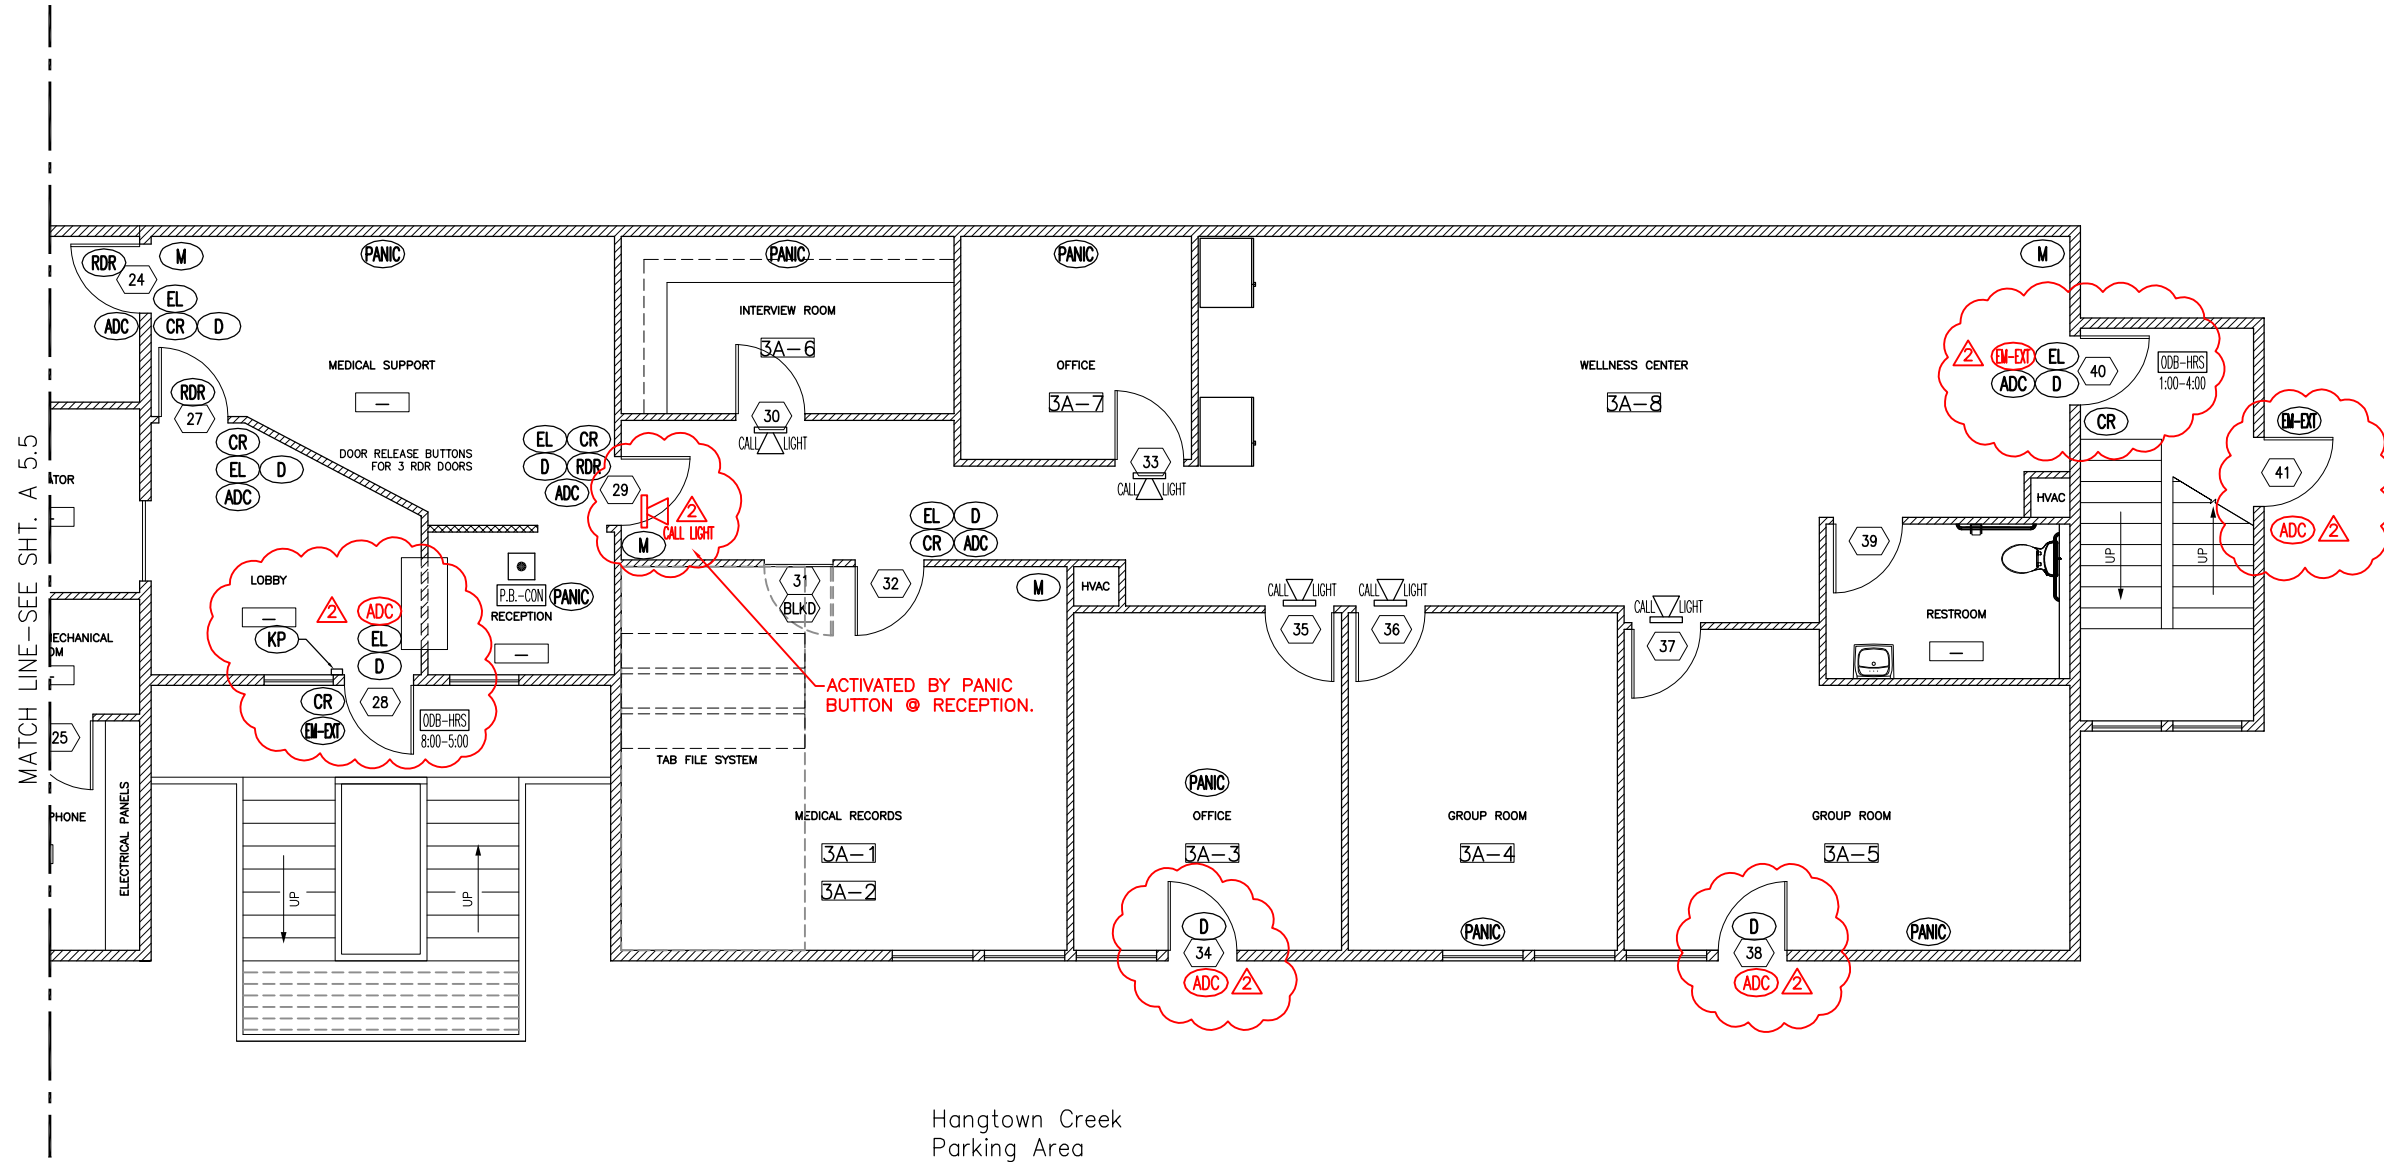 MATCH LINE-SEE SHT. A 5.5
RDR
24
M
EL
ADC
CR
D
PANIC
MEDICAL SUPPORT
—
RDR
27
CR
EL
D
ADC
DOOR RELEASE BUTTONS
FOR 3 RDR DOORS
PANIC
INTERVIEW ROOM
3A-6
30
CALL LIGHT
PANIC
OFFICE
3A-7
33
CALL LIGHT
WELLNESS CENTER
3A-8
M
2
EM-EXT
EL
ADC
D
40
ODB-HRS
1:00-4:00
CR
EM-EXT
41
ADC
2
UP
UP
HVAC
EL
CR
D
RDR
ADC
29
2
CALL LIGHT
M
EL
D
CR
ADC
ATOR
LOBBY
—
2
ADC
KP
EL
D
CR
28
EM-EXT
ODB-HRS
8:00-5:00
P.B.-CON
PANIC
RECEPTION
—
31
BLKD
32
M
HVAC
CALL LIGHT
35
CALL LIGHT
36
CALL LIGHT
37
39
RESTROOM
—
ACTIVATED BY PANIC
BUTTON @ RECEPTION.
MECHANICAL
OM
25
PHONE
ELECTRICAL PANELS
UP
UP
TAB FILE SYSTEM
MEDICAL RECORDS
3A-1
3A-2
PANIC
OFFICE
3A-3
D
34
ADC
2
GROUP ROOM
3A-4
PANIC
GROUP ROOM
3A-5
D
38
ADC
2
PANIC
Hangtown Creek
Parking Area